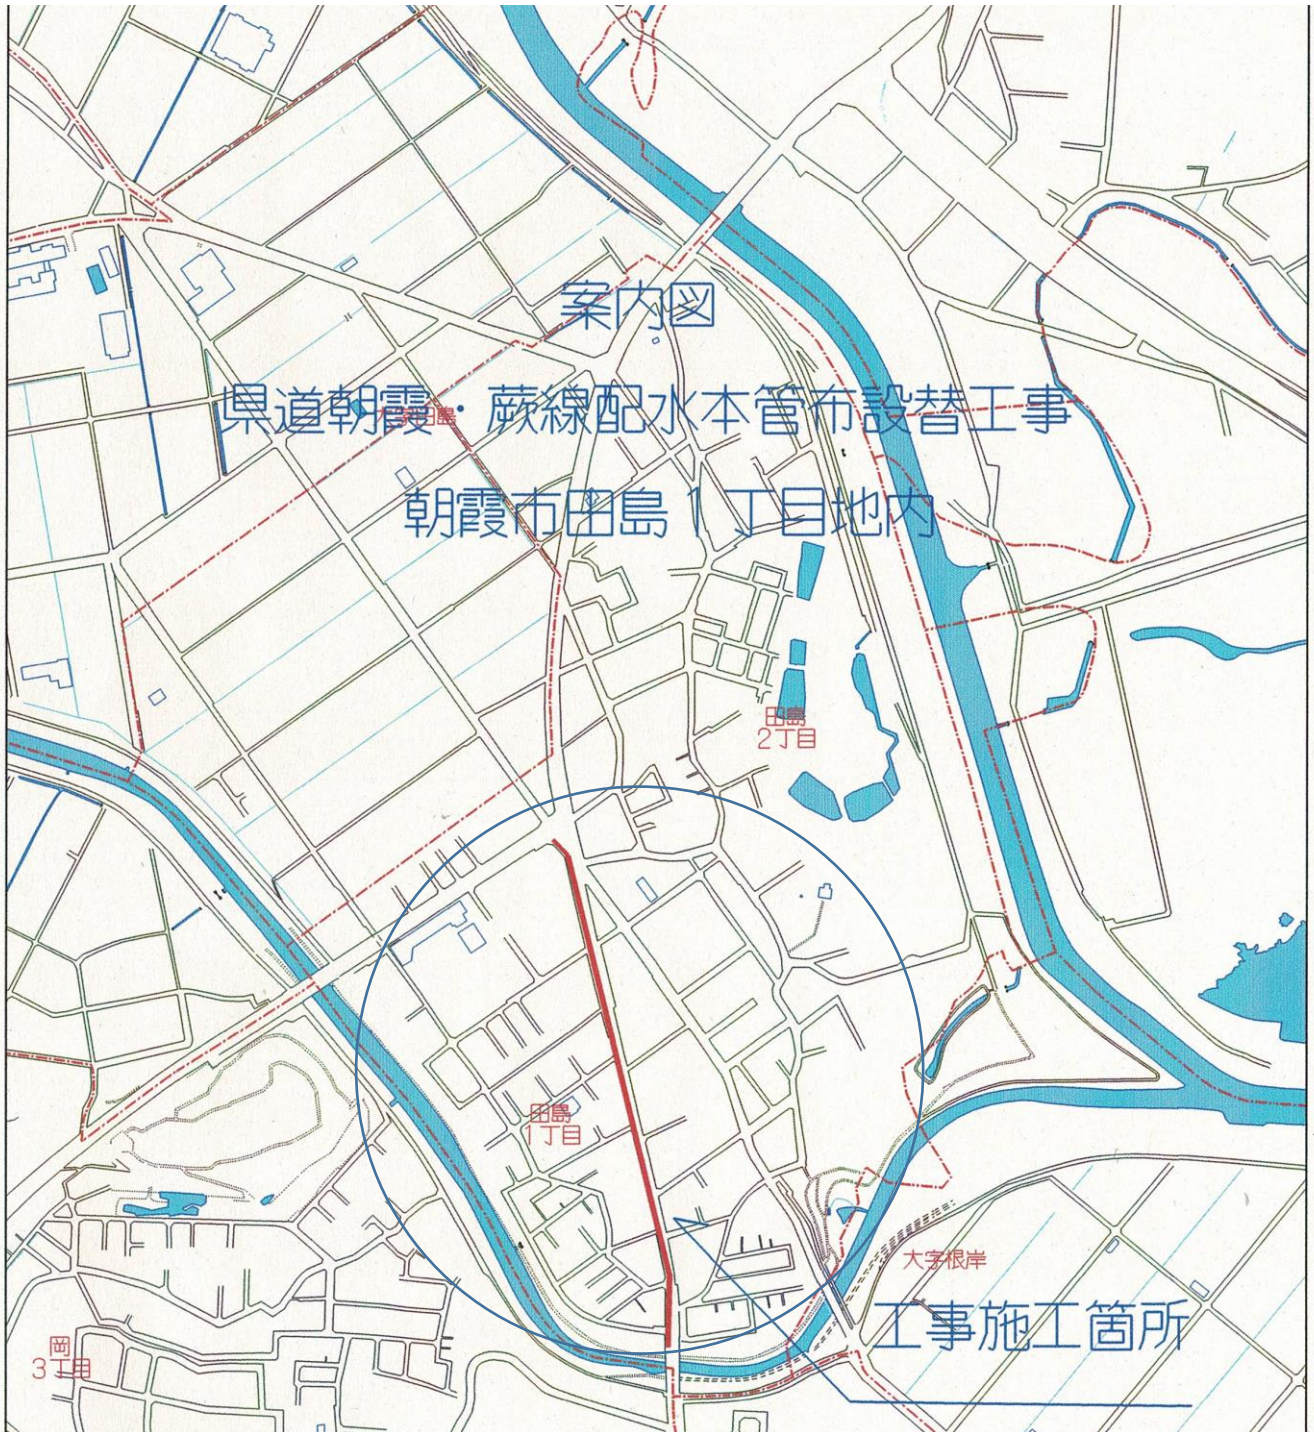 案内図
県道朝霞・蕨線配水本管布設替工事
朝霞市田島１丁目地内
田島
2丁目
田島
1丁目
大字根岸
工事施工箇所
岡
3丁目